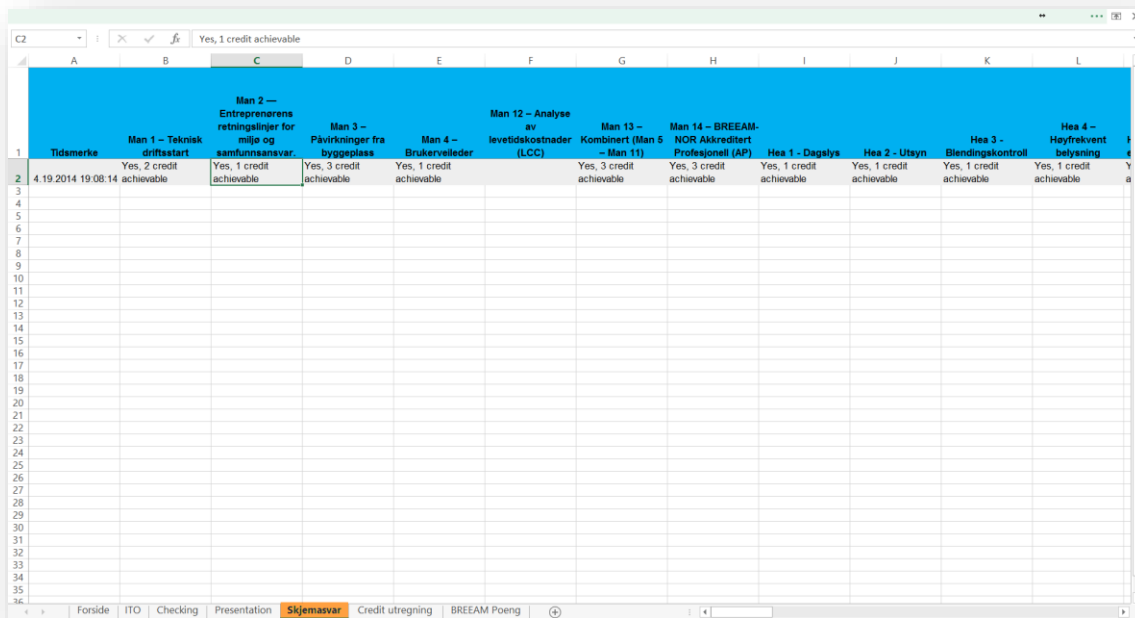 C2
fx Yes, 1 credit achievable
A B C D E F G H I J K L
1
Tidsmerke
Man 1 – Teknisk
driftsstart
Man 2 —
Entreprenørens
retningslinjer for
miljø og
samfunnsansvar.
Man 3 –
Påvirkninger fra
byggeplass
Man 4 –
Brukerveileder
Man 12 – Analyse
av
levetidskostnader
(LCC)
Man 13 –
Kombinert (Man 5
– Man 11)
Man 14 – BREEAM-
NOR Akkreditert
Profesjonell (AP)
Hea 1 - Dagslys
Hea 2 - Utsyn
Hea 3 -
Blendingskontroll
Hea 4 –
Høyfrekvent
belysning
2
4.19.2014 19:08:14
Yes, 2 credit
achievable
Yes, 1 credit
achievable
Yes, 3 credit
achievable
Yes, 1 credit
achievable
Yes, 3 credit
achievable
Yes, 3 credit
achievable
Yes, 1 credit
achievable
Yes, 1 credit
achievable
Yes, 1 credit
achievable
Yes, 1 credit
achievable
3
4
5
6
7
8
9
10
11
12
13
14
15
16
17
18
19
20
21
22
23
24
25
26
27
28
29
30
31
32
33
34
35
36
Forside ITO Checking Presentation Skjemasvar Credit utregning BREEAM Poeng